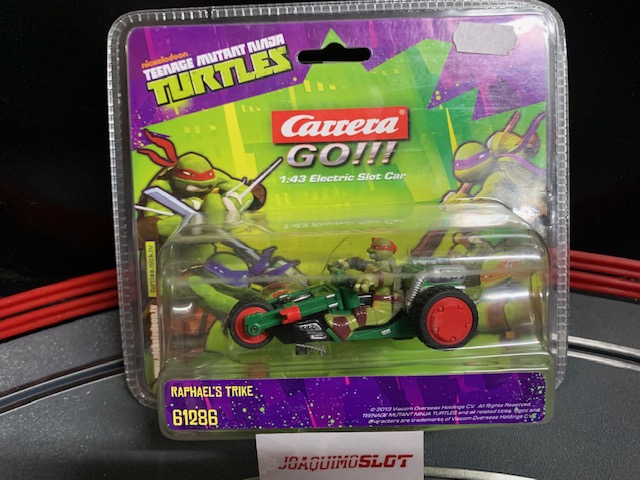 nickelodeon
TEENAGE MUTANT NINJA
TURTLES
Carrera®
GO!!!
1:43 Electric Slot Car
RAPHAEL'S TRIKE
61286
© 2013 Viacom Overseas Holdings C.V. All Rights Reserved.
TEENAGE MUTANT NINJA TURTLES and all related titles, logos and
characters are trademarks of Viacom Overseas Holdings C.V.
JOAQUIMOSLOT